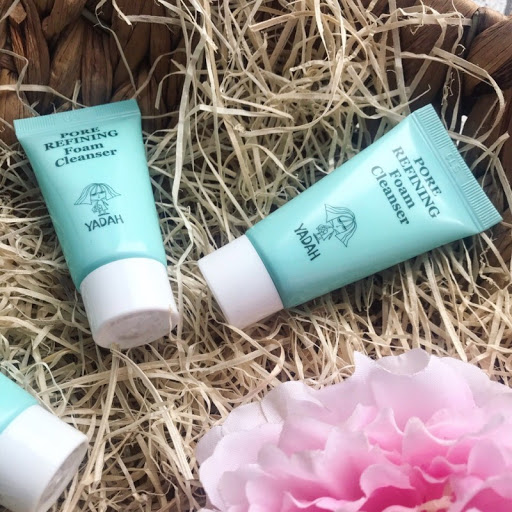 PORE
REFINING
Foam
Cleanser
YADAH
PORE
REFINING
Foam
Cleanser
YADAH